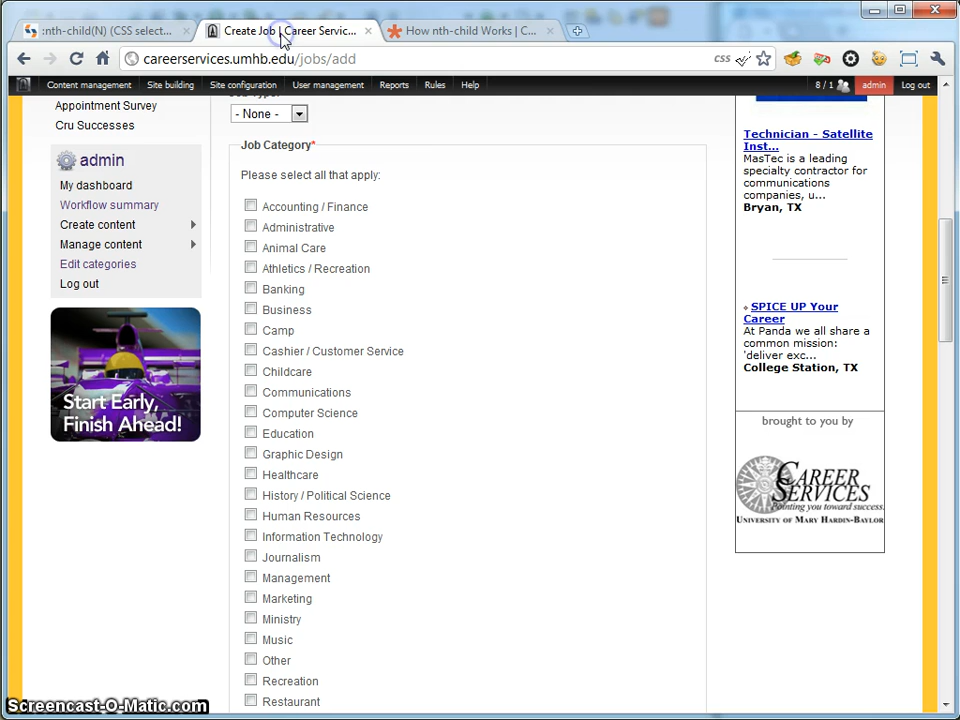 :nth-child(N) (CSS select...
Create Job | Career Servic...
How nth-child Works | C...
careerservices.umhb.edu/jobs/add
CSS
Content management
Site building
Site configuration
User management
Reports
Rules
Help
8 / 1
admin
Log out
Appointment Survey
Cru Successes
admin
My dashboard
Workflow summary
Create content
Manage content
Edit categories
Log out
Start Early,
Finish Ahead!
- None -
Job Category*
Please select all that apply:
Accounting / Finance
Administrative
Animal Care
Athletics / Recreation
Banking
Business
Camp
Cashier / Customer Service
Childcare
Communications
Computer Science
Education
Graphic Design
Healthcare
History / Political Science
Human Resources
Information Technology
Journalism
Management
Marketing
Ministry
Music
Other
Recreation
Restaurant
Technician - Satellite
Inst...
MasTec is a leading
specialty contractor for
communications
companies, u...
Bryan, TX
SPICE UP Your
Career
At Panda we all share a
common mission:
'deliver exc...
College Station, TX
brought to you by
CAREER
SERVICES
Pointing you toward success.
UNIVERSITY OF MARY HARDIN-BAYLOR
Screencast-O-Matic.com